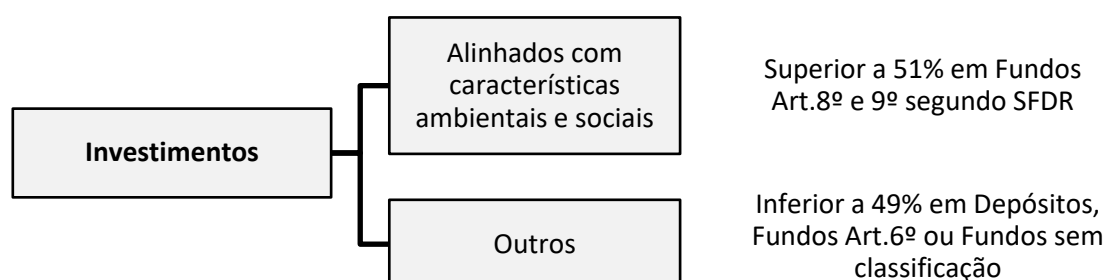 Investimentos
Alinhados com
características
ambientais e sociais
Superior a 51% em Fundos
Art.8º e 9º segundo SFDR
Outros
Inferior a 49% em Depósitos,
Fundos Art.6º ou Fundos sem
classificação